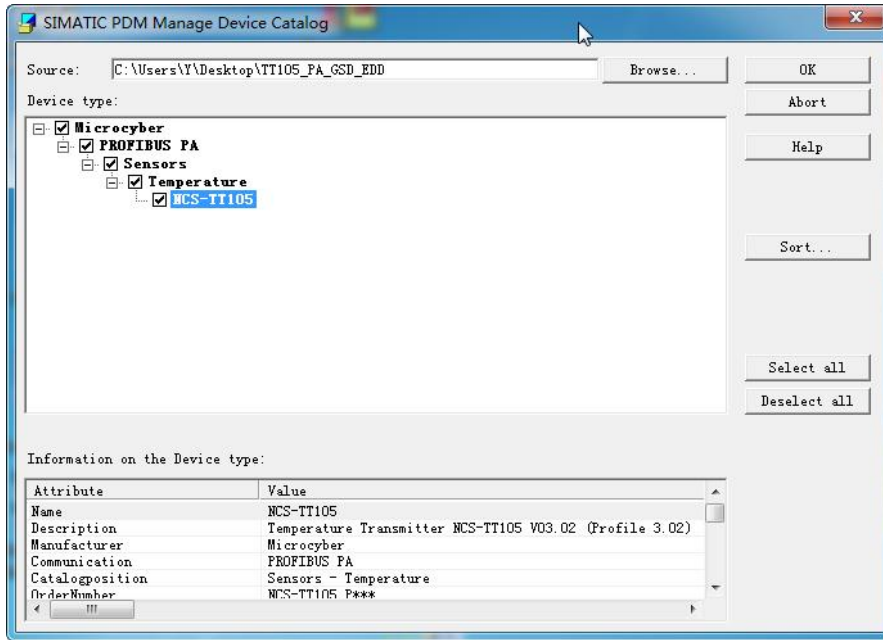 SIMATIC PDM Manage Device Catalog
Source: C:\Users\Y\Desktop\TT105_PA_GSD_EDD Browse... OK
Device type: Abort
Microcyber
PROFIBUS PA Help
Sensors
Temperature
NCS-TT105
Sort...
Select all
Deselect all
Information on the Device type:
Attribute Value
Name NCS-TT105
Description Temperature Transmitter NCS-TT105 V03.02 (Profile 3.02)
Manufacturer Microcyber
Communication PROFIBUS PA
Catalogposition Sensors - Temperature
OrderNumber NCS-TT105 P***